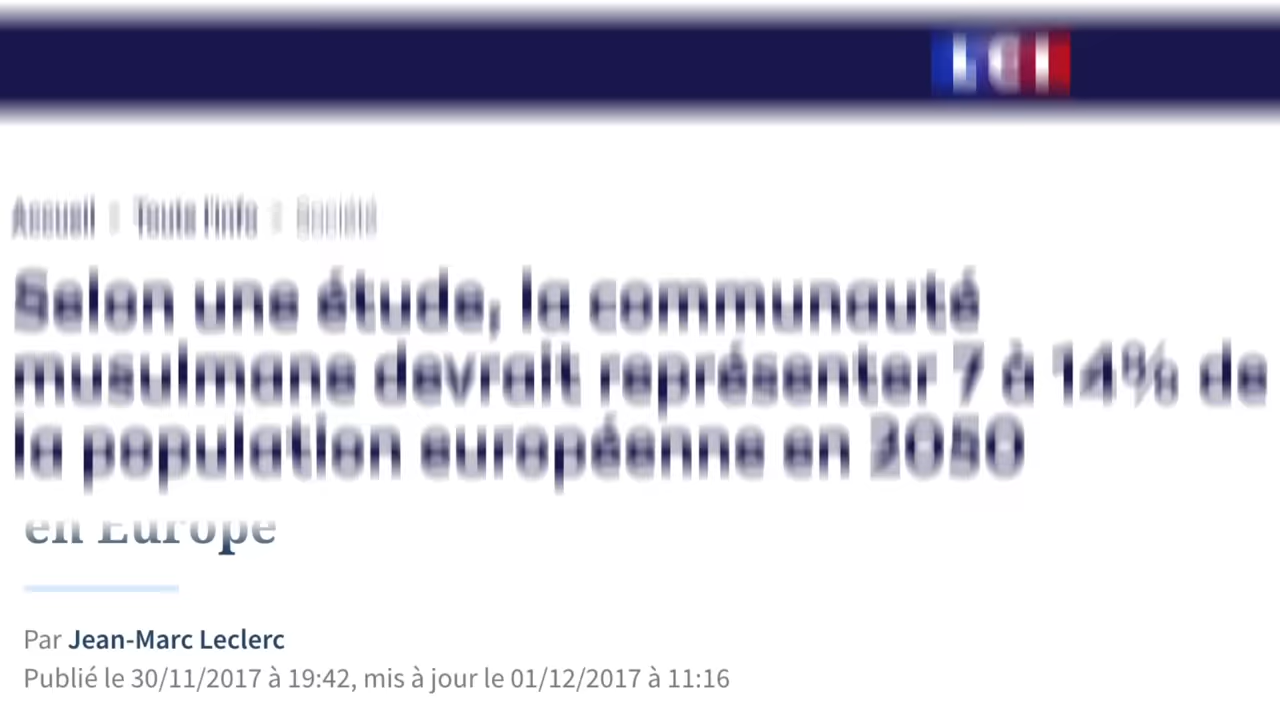 LCI
Accueil Toute l'info Société
Selon une étude, la communauté
musulmane devrait représenter 7 à 14% de
la population européenne en 2050
en Europe
Par Jean-Marc Leclerc
Publié le 30/11/2017 à 19:42, mis à jour le 01/12/2017 à 11:16